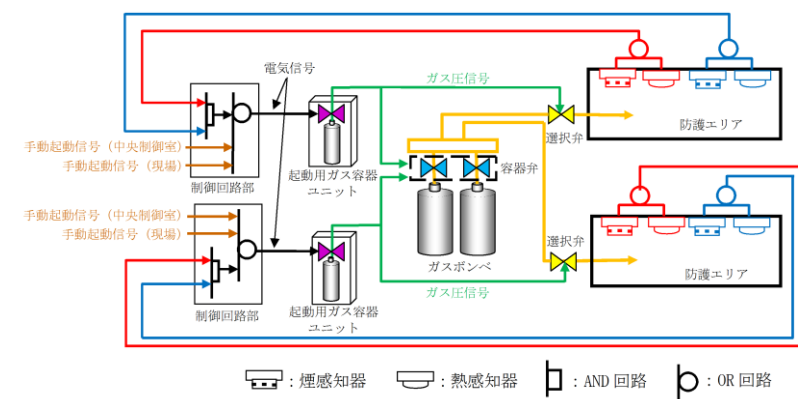 電気信号
ガス圧信号
選択弁
防護エリア
手動起動信号（中央制御室）
手動起動信号（現場）
制御回路部
起動用ガス容器
ユニット
容器弁
手動起動信号（中央制御室）
手動起動信号（現場）
ガスボンベ
選択弁
防護エリア
ガス圧信号
制御回路部
起動用ガス容器
ユニット
：煙感知器 ：熱感知器 ：AND 回路 ：OR 回路